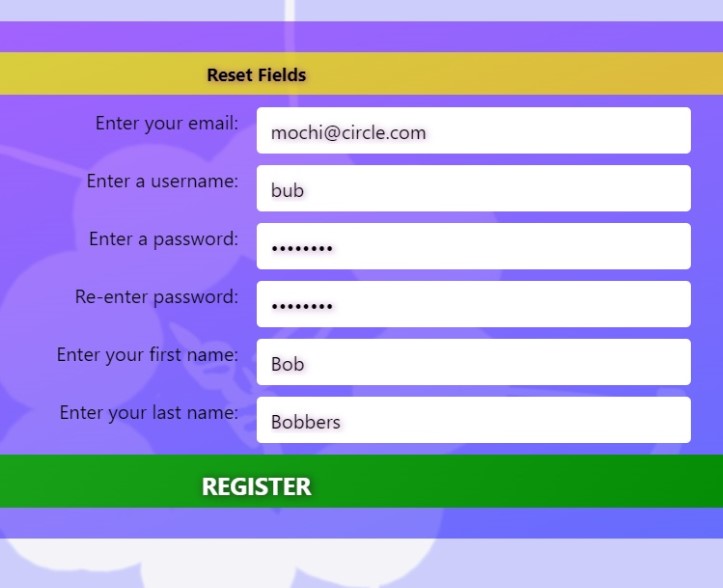 Reset Fields
Enter your email: mochi@circle.com
Enter a username: bub
Enter a password: ••••••••
Re-enter password: ••••••••
Enter your first name: Bob
Enter your last name: Bobbers
REGISTER